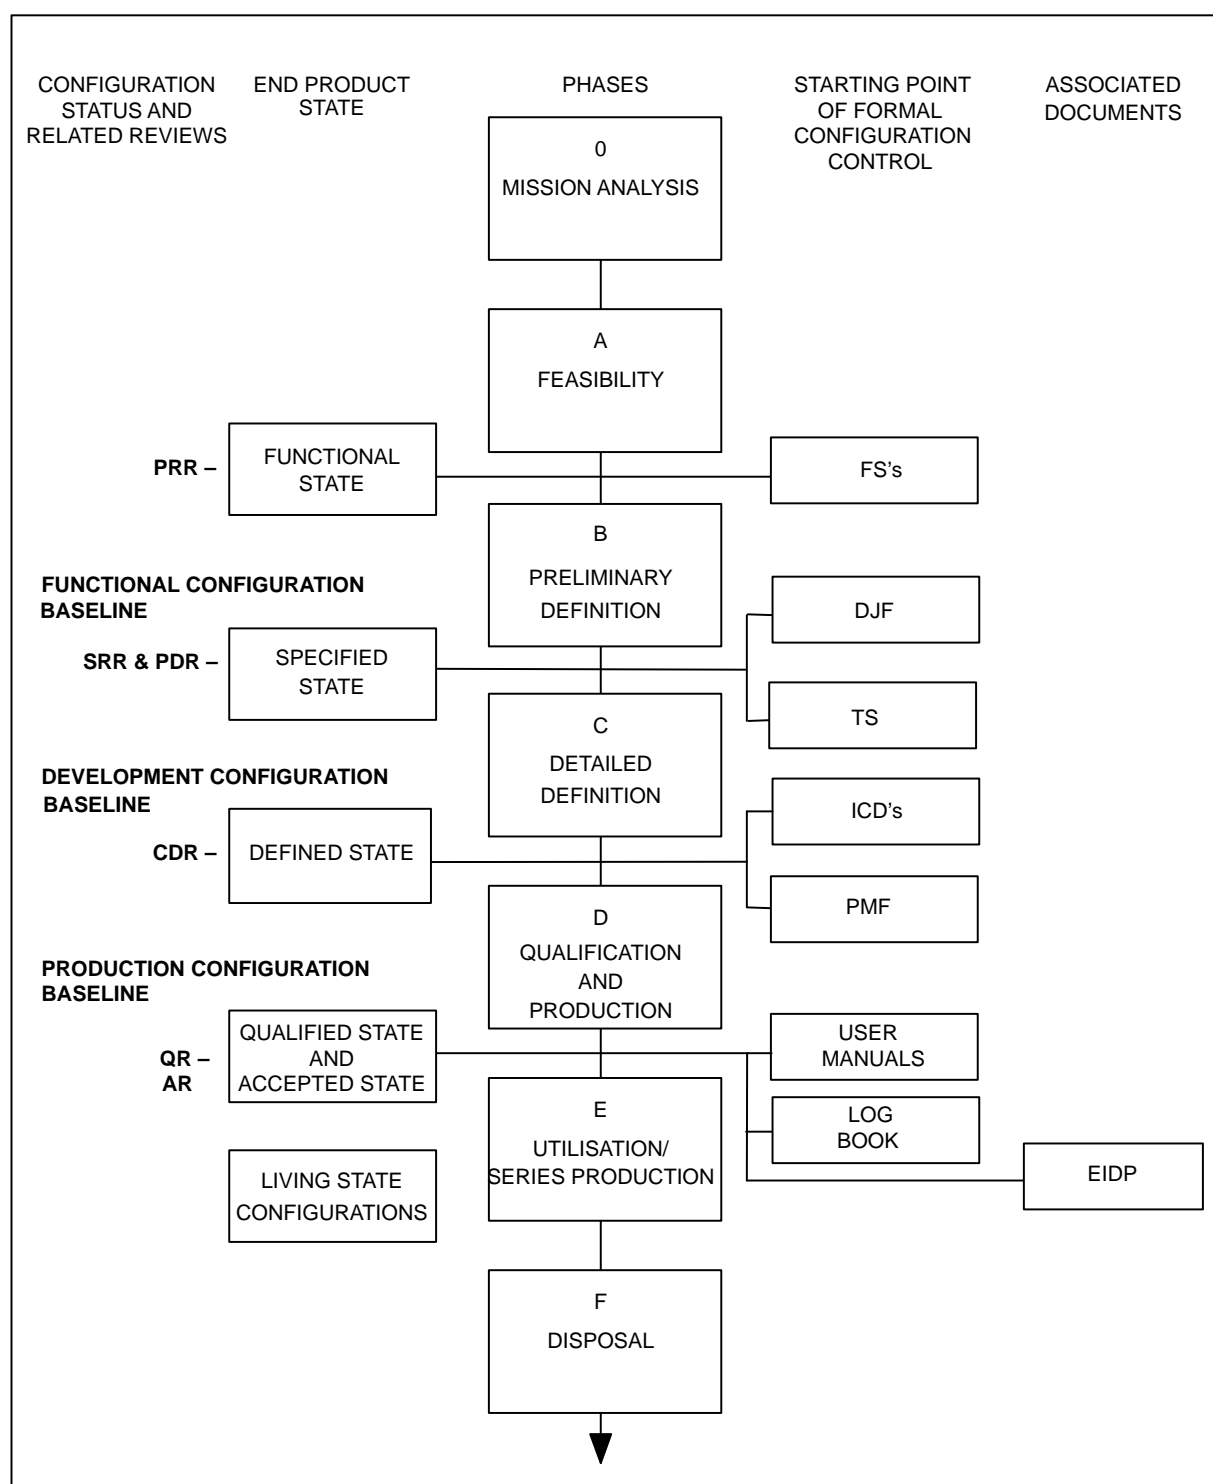 CONFIGURATION
STATUS AND
RELATED REVIEWS
END PRODUCT
STATE
PHASES
STARTING POINT
OF FORMAL
CONFIGURATION
CONTROL
ASSOCIATED
DOCUMENTS
0
MISSION ANALYSIS
A
FEASIBILITY
PRR –
FUNCTIONAL
STATE
FS's
B
PRELIMINARY
DEFINITION
FUNCTIONAL CONFIGURATION
BASELINE
DJF
SRR & PDR –
SPECIFIED
STATE
TS
C
DETAILED
DEFINITION
DEVELOPMENT CONFIGURATION
BASELINE
ICD's
CDR –
DEFINED STATE
PMF
D
QUALIFICATION
AND
PRODUCTION
PRODUCTION CONFIGURATION
BASELINE
QR –
AR
QUALIFIED STATE
AND
ACCEPTED STATE
USER
MANUALS
LOG
BOOK
E
UTILISATION/
SERIES PRODUCTION
EIDP
LIVING STATE
CONFIGURATIONS
F
DISPOSAL